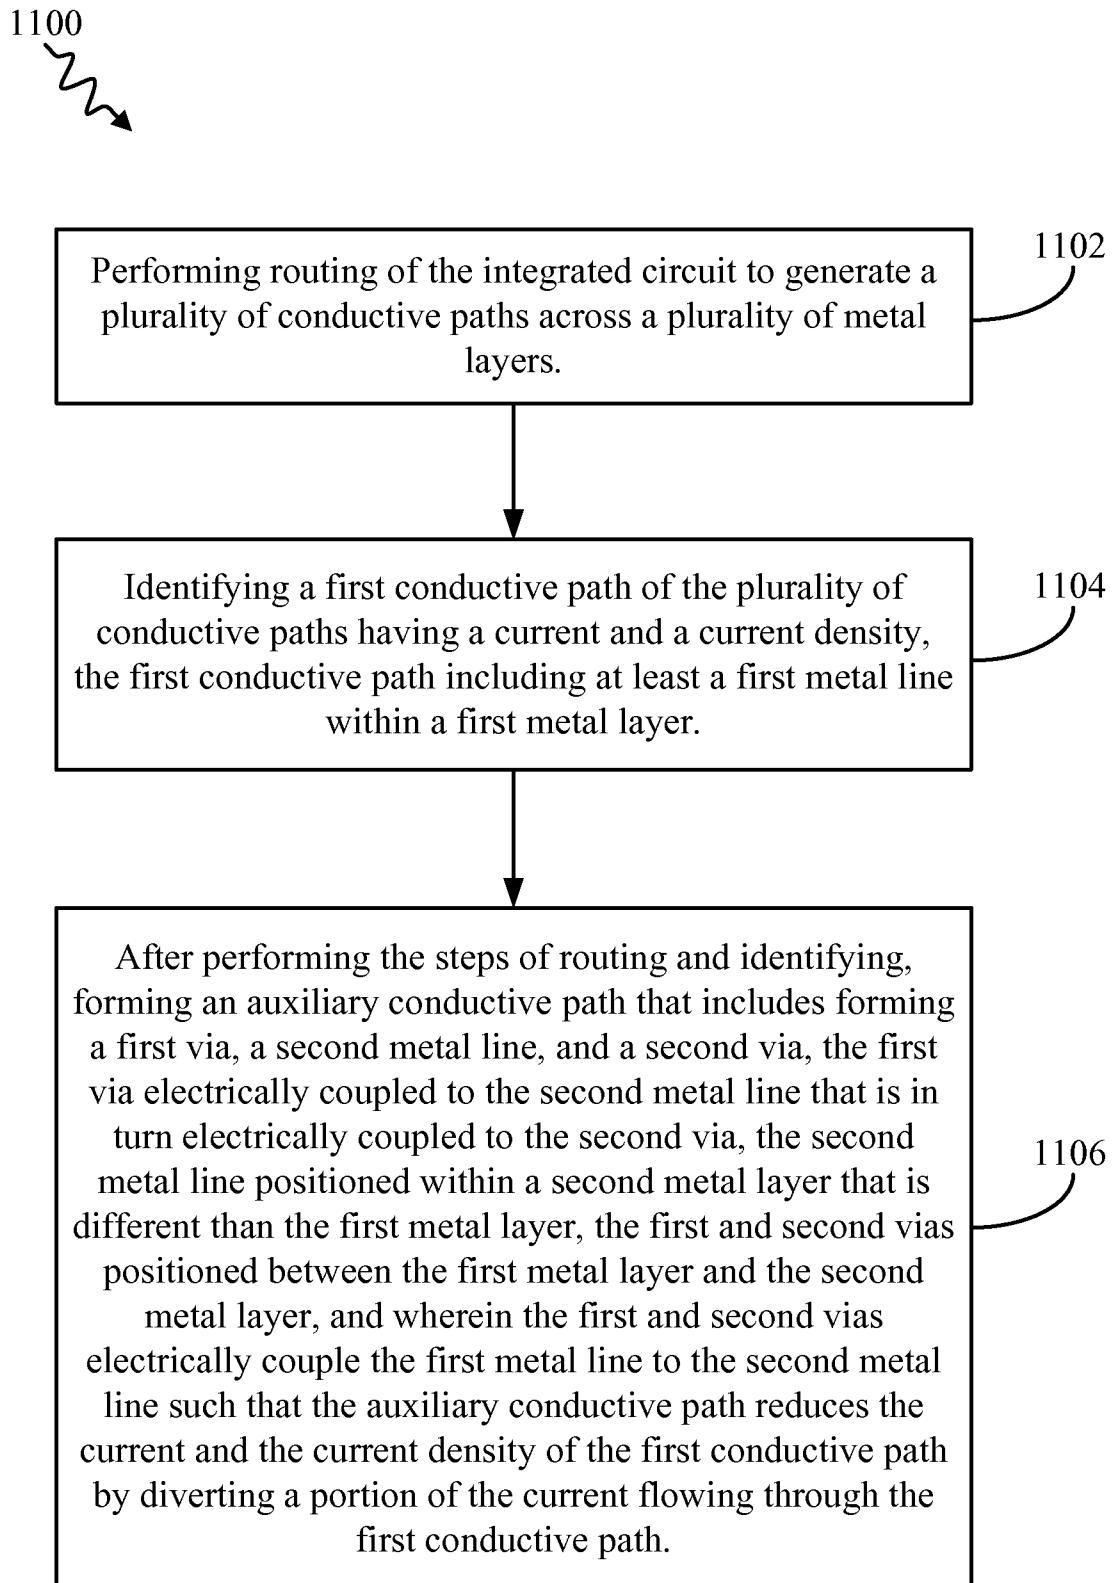 1100
1102
Performing routing of the integrated circuit to generate a
plurality of conductive paths across a plurality of metal
layers.
1104
Identifying a first conductive path of the plurality of
conductive paths having a current and a current density,
the first conductive path including at least a first metal line
within a first metal layer.
After performing the steps of routing and identifying,
forming an auxiliary conductive path that includes forming
a first via, a second metal line, and a second via, the first
via electrically coupled to the second metal line that is in
turn electrically coupled to the second via, the second
1106
metal line positioned within a second metal layer that is
different than the first metal layer, the first and second vias
positioned between the first metal layer and the second
metal layer, and wherein the first and second vias
electrically couple the first metal line to the second metal
line such that the auxiliary conductive path reduces the
current and the current density of the first conductive path
by diverting a portion of the current flowing through the
first conductive path.